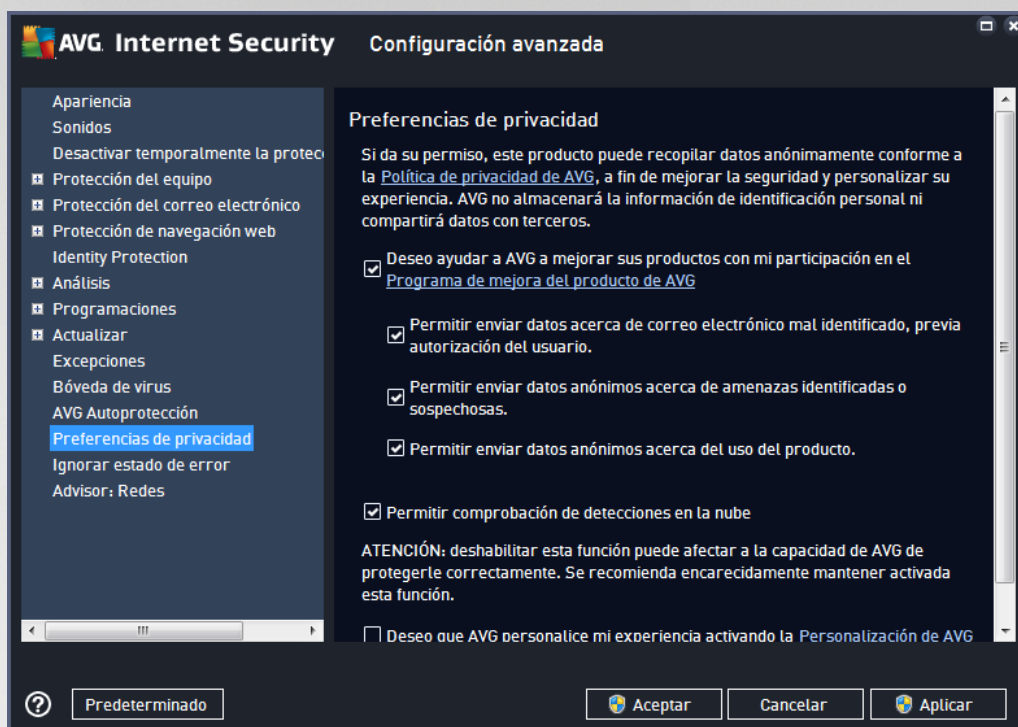 AVG. Internet Security Configuración avanzada
Apariencia
Sonidos
Desactivar temporalmente la protec
Protección del equipo
Protección del correo electrónico
Protección de navegación web
Identity Protection
Análisis
Programaciones
Actualizar
Excepciones
Bóveda de virus
AVG Autoprotección
Preferencias de privacidad
Ignorar estado de error
Advisor: Redes
Preferencias de privacidad
Si da su permiso, este producto puede recopilar datos anónimamente conforme a
la Política de privacidad de AVG, a fin de mejorar la seguridad y personalizar su
experiencia. AVG no almacenará la información de identificación personal ni
compartirá datos con terceros.
Deseo ayudar a AVG a mejorar sus productos con mi participación en el
Programa de mejora del producto de AVG
Permitir enviar datos acerca de correo electrónico mal identificado, previa
autorización del usuario.
Permitir enviar datos anónimos acerca de amenazas identificadas o
sospechosas.
Permitir enviar datos anónimos acerca del uso del producto.
Permitir comprobación de detecciones en la nube
ATENCIÓN: deshabilitar esta función puede afectar a la capacidad de AVG de
protegerle correctamente. Se recomienda encarecidamente mantener activada
esta función.
Deseo que AVG personalice mi experiencia activando la Personalización de AVG
Predeterminado
Aceptar
Cancelar
Aplicar